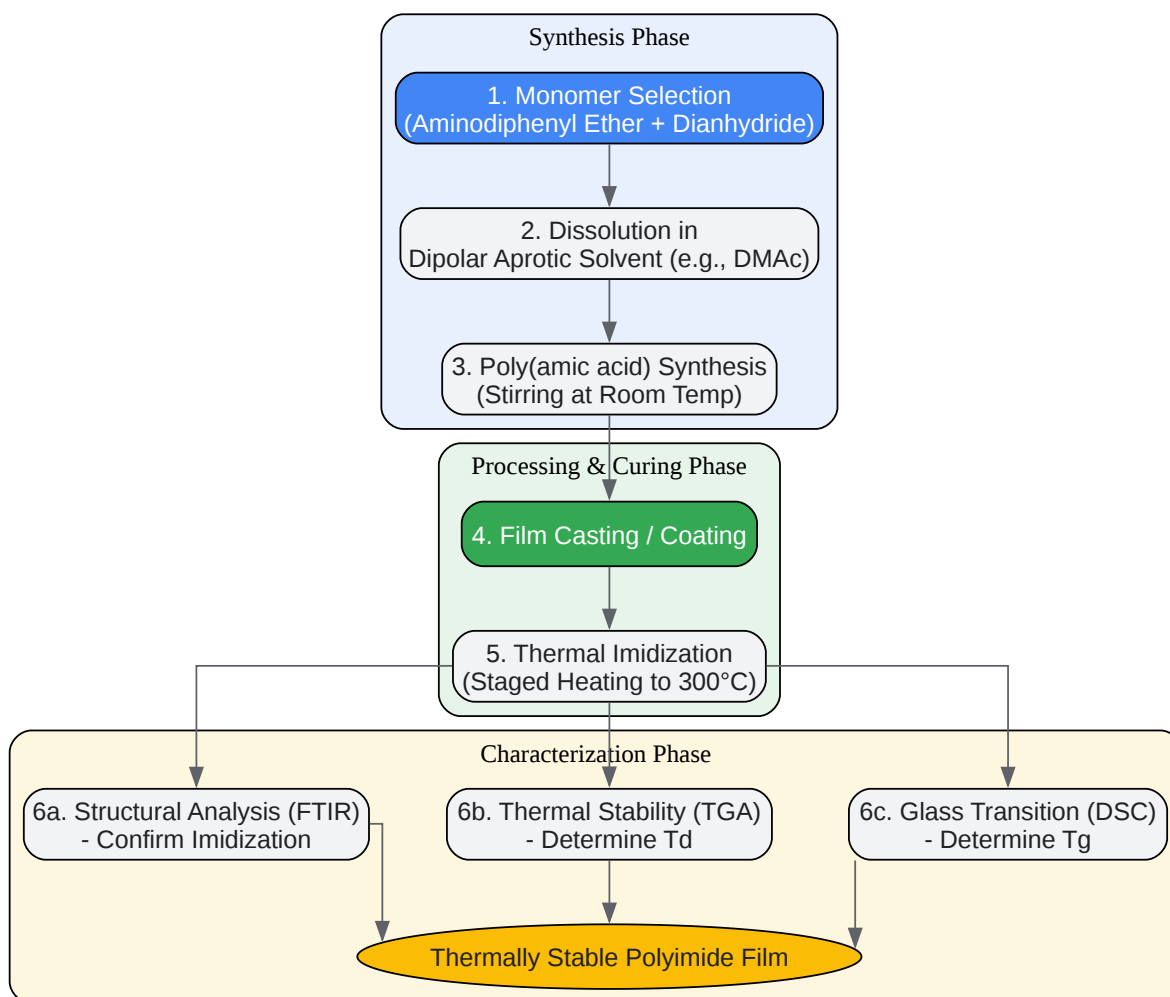 Synthesis Phase
1. Monomer Selection
(Aminodiphenyl Ether + Dianhydride)
2. Dissolution in
Dipolar Aprotic Solvent (e.g., DMAc)
3. Poly(amic acid) Synthesis
(Stirring at Room Temp)
Processing & Curing Phase
4. Film Casting / Coating
5. Thermal Imidization
(Staged Heating to 300°C)
Characterization Phase
6a. Structural Analysis (FTIR)
- Confirm Imidization
6b. Thermal Stability (TGA)
- Determine Td
6c. Glass Transition (DSC)
- Determine Tg
Thermally Stable Polyimide Film